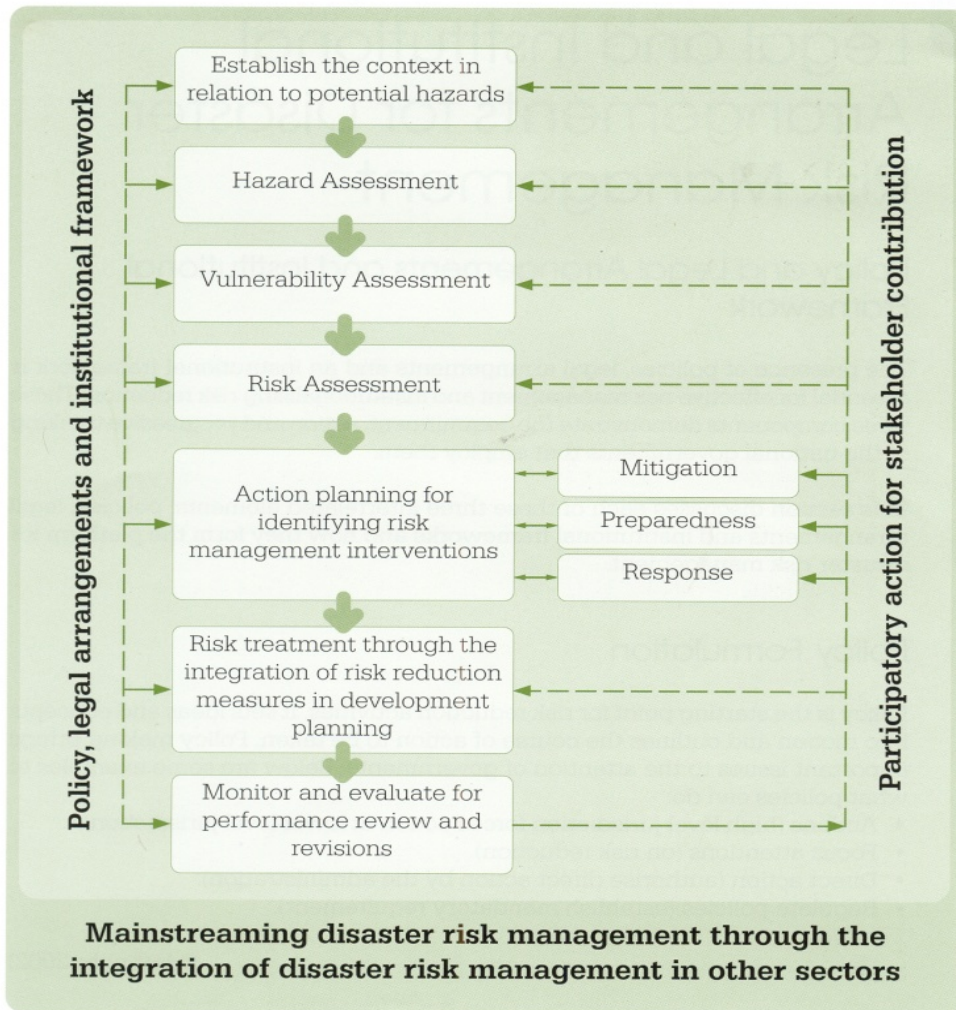 Policy, legal arrangements and institutional framework
Establish the context in
relation to potential hazards
Hazard Assessment
Vulnerability Assessment
Risk Assessment
Action planning for
identifying risk
management interventions
Mitigation
Preparedness
Response
Risk treatment through the
integration of risk reduction
measures in development
planning
Monitor and evaluate for
performance review and
revisions
Participatory action for stakeholder contribution
Mainstreaming disaster risk management through the
integration of disaster risk management in other sectors